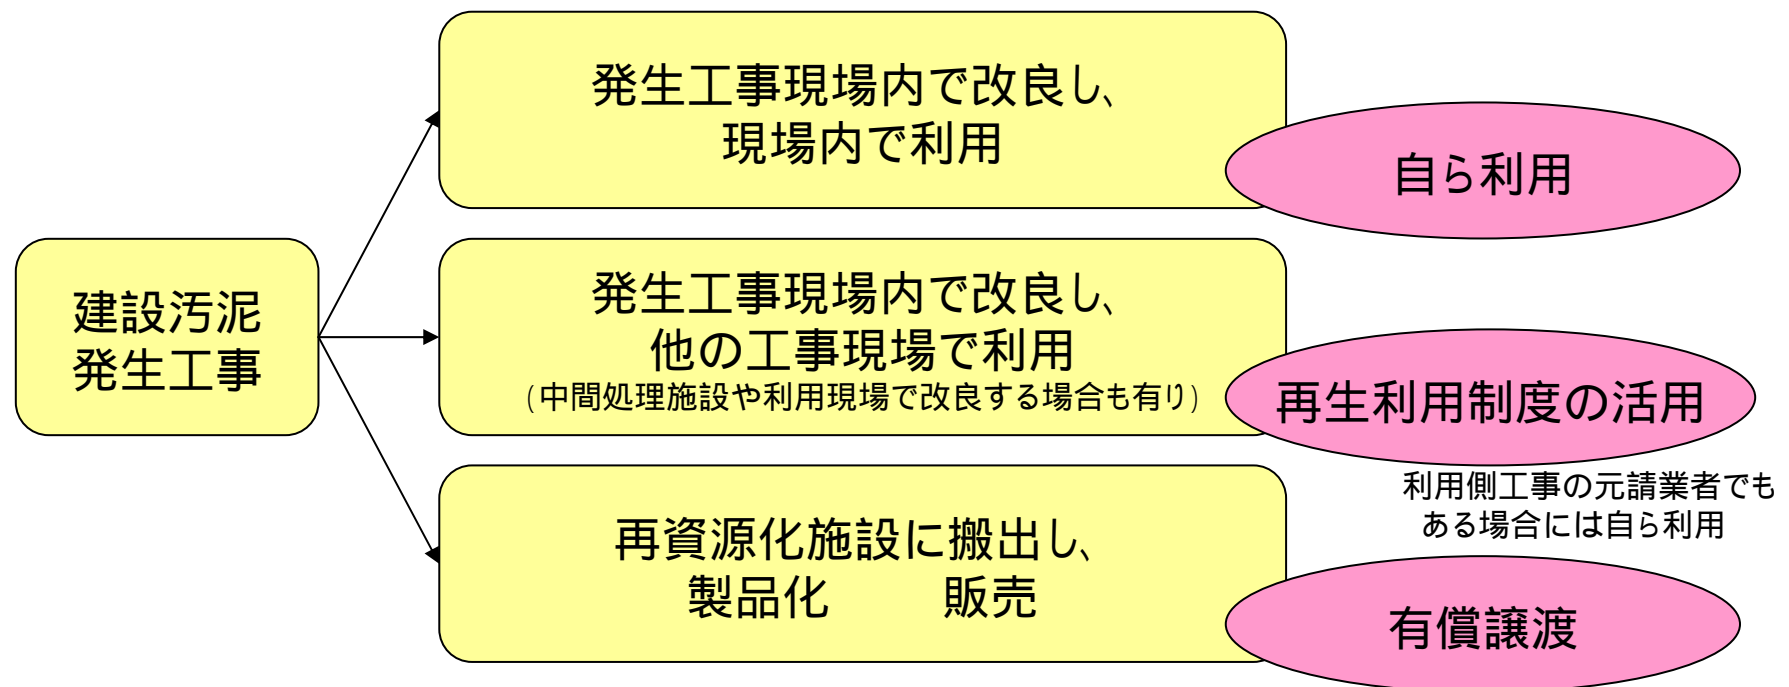 発生工事現場内で改良し、
現場内で利用
自ら利用
建設汚泥
発生工事
発生工事現場内で改良し、
他の工事現場で利用
(中間処理施設や利用現場で改良する場合も有り)
再生利用制度の活用
利用側工事の元請業者でも
ある場合には自ら利用
再資源化施設に搬出し、
製品化　　販売
有償譲渡